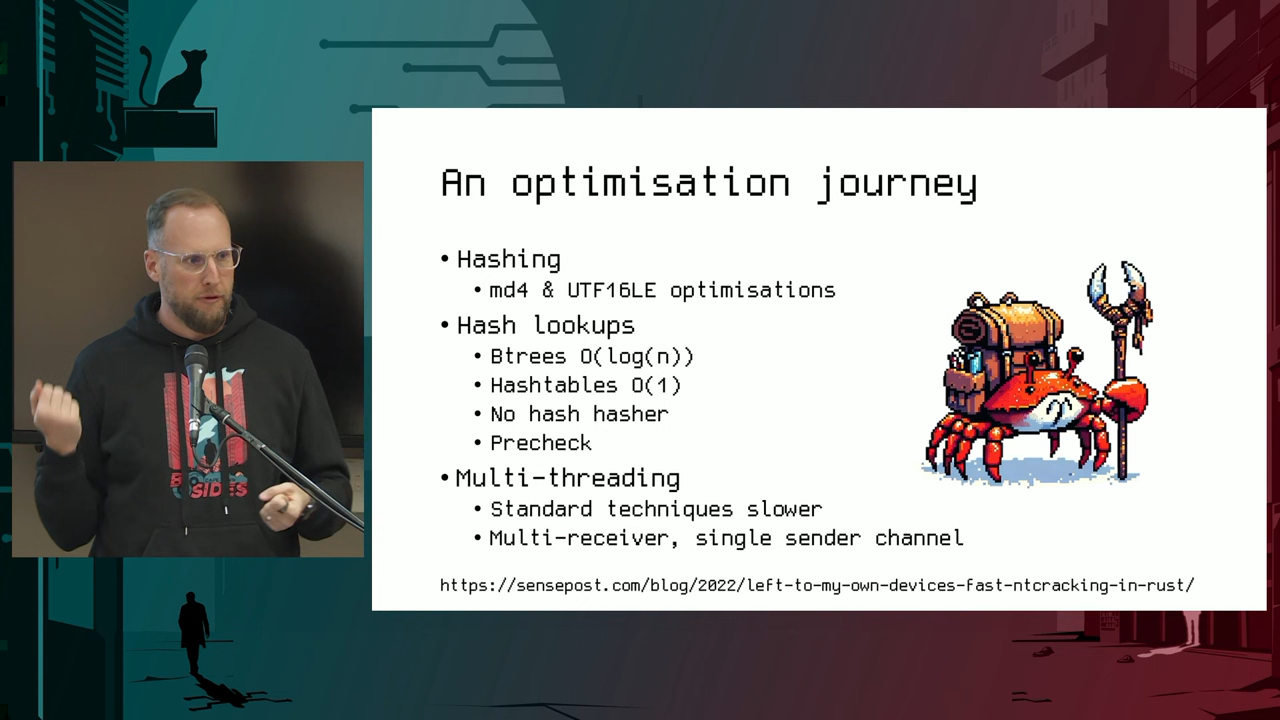 An optimisation journey
• Hashing
• md4 & UTF16LE optimisations
• Hash lookups
• Btrees O(log(n))
• Hashtables O(1)
• No hash hasher
• Precheck
• Multi-threading
• Standard techniques slower
• Multi-receiver, single sender channel
https://sensepost.com/blog/2022/left-to-my-own-devices-fast-ntcracking-in-rust/
SIDES